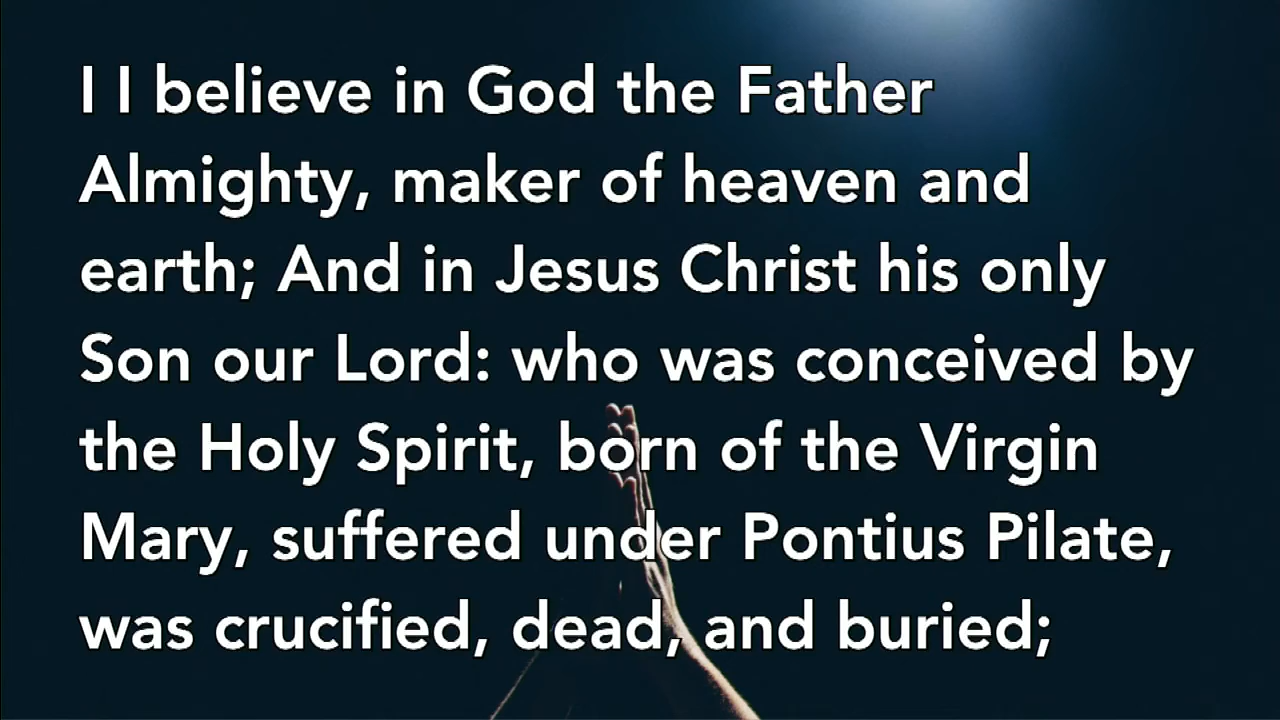 I I believe in God the Father
Almighty, maker of heaven and
earth; And in Jesus Christ his only
Son our Lord: who was conceived by
the Holy Spirit, born of the Virgin
Mary, suffered under Pontius Pilate,
was crucified, dead, and buried;